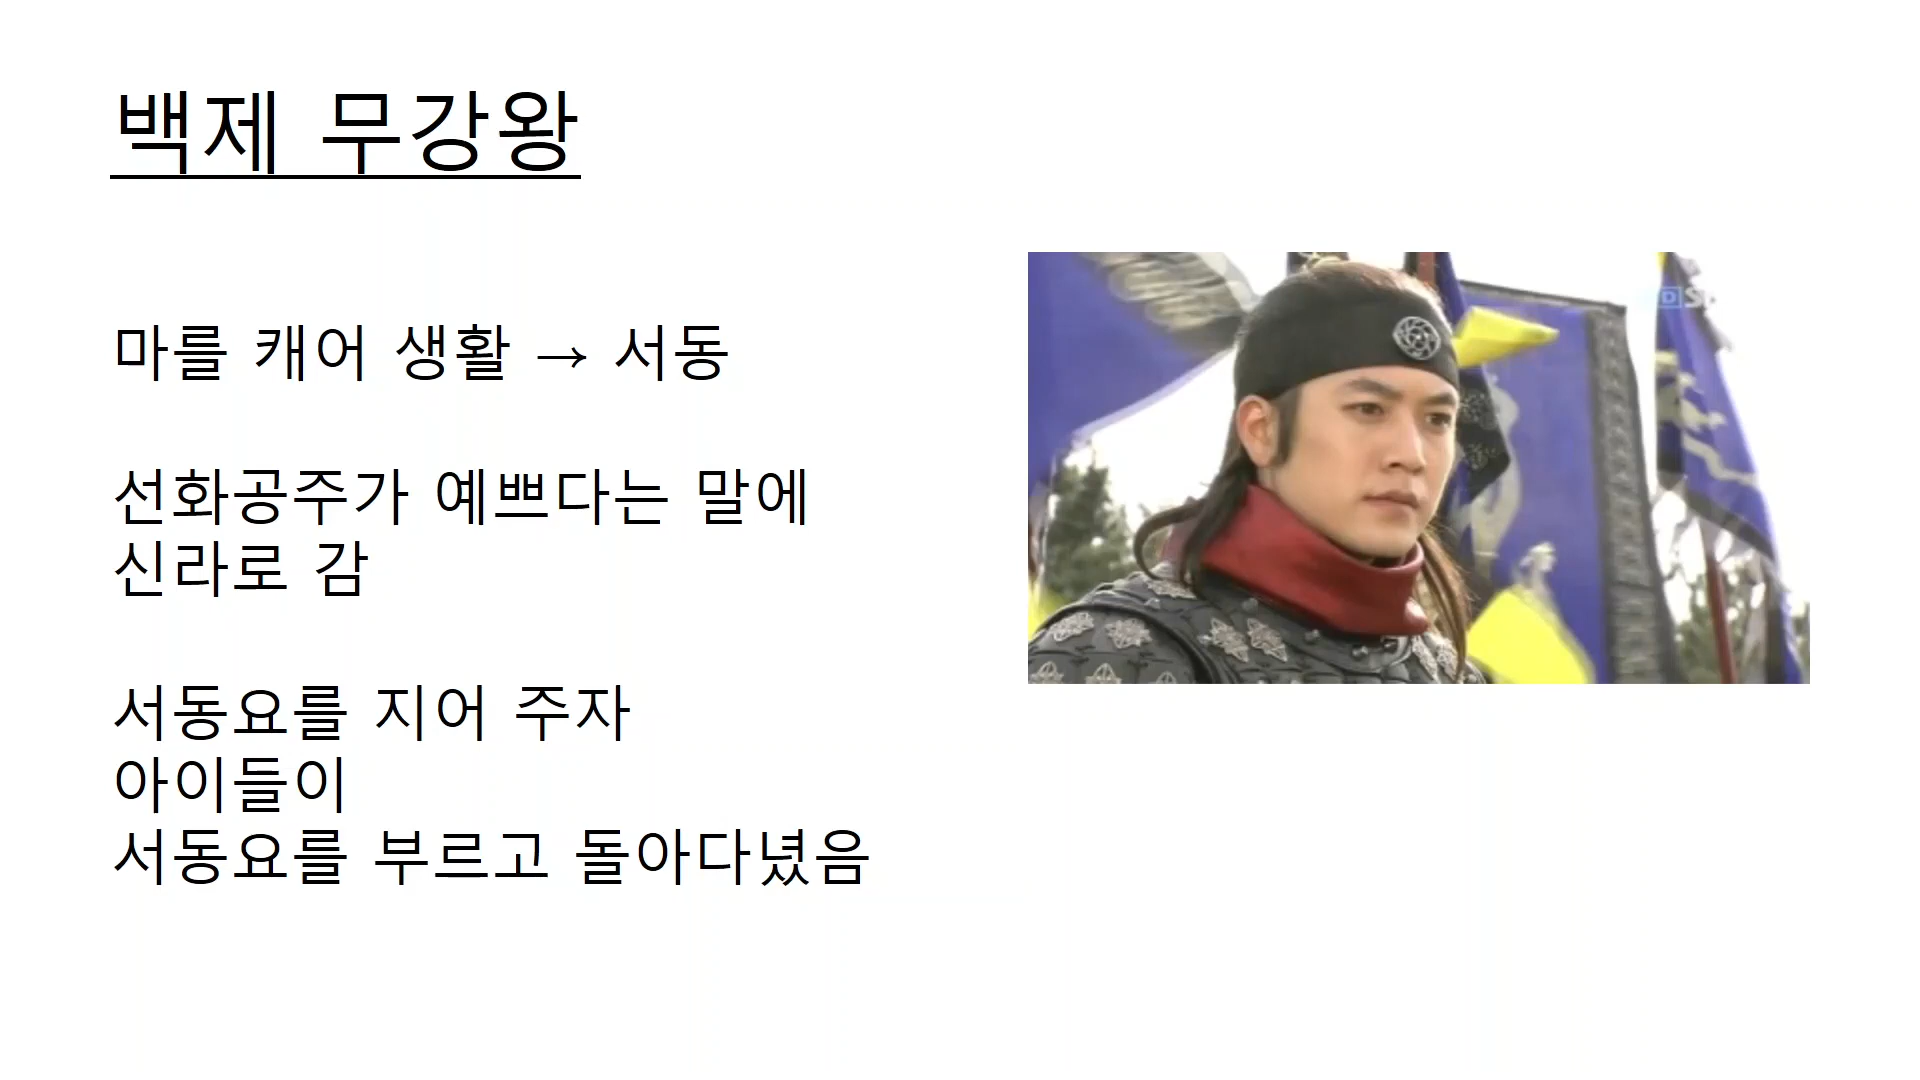 백제 무강왕
마를 캐어 생활 → 서동
선화공주가 예쁘다는 말에
신라로 감
서동요를 지어 주자
아이들이
서동요를 부르고 돌아다녔음